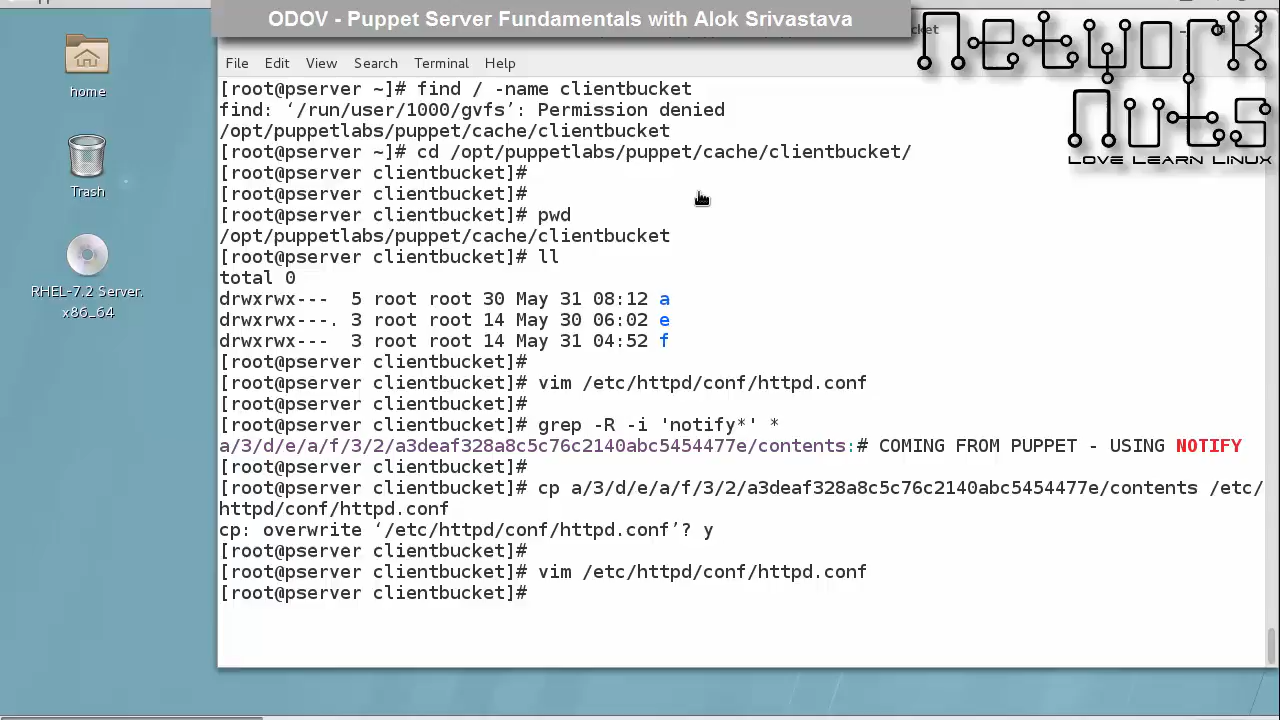 ODOV - Puppet Server Fundamentals with Alok Srivastava
NetworK
Nuts
LOVE LEARN LINUX
home
Trash
RHEL-7.2 Server.
x86_64
File Edit View Search Terminal Help
[root@pserver ~]# find / -name clientbucket
find: ‘/run/user/1000/gvfs’: Permission denied
/opt/puppetlabs/puppet/cache/clientbucket
[root@pserver ~]# cd /opt/puppetlabs/puppet/cache/clientbucket/
[root@pserver clientbucket]#
[root@pserver clientbucket]#
[root@pserver clientbucket]# pwd
/opt/puppetlabs/puppet/cache/clientbucket
[root@pserver clientbucket]# ll
total 0
drwxrwx---  5 root root 30 May 31 08:12 a
drwxrwx---. 3 root root 14 May 30 06:02 e
drwxrwx---  3 root root 14 May 31 04:52 f
[root@pserver clientbucket]#
[root@pserver clientbucket]# vim /etc/httpd/conf/httpd.conf
[root@pserver clientbucket]#
[root@pserver clientbucket]# grep -R -i 'notify*' *
a/3/d/e/a/f/3/2/a3deaf328a8c5c76c2140abc5454477e/contents:# COMING FROM PUPPET - USING NOTIFY
[root@pserver clientbucket]#
[root@pserver clientbucket]# cp a/3/d/e/a/f/3/2/a3deaf328a8c5c76c2140abc5454477e/contents /etc/
httpd/conf/httpd.conf
cp: overwrite ‘/etc/httpd/conf/httpd.conf’? y
[root@pserver clientbucket]#
[root@pserver clientbucket]# vim /etc/httpd/conf/httpd.conf
[root@pserver clientbucket]#